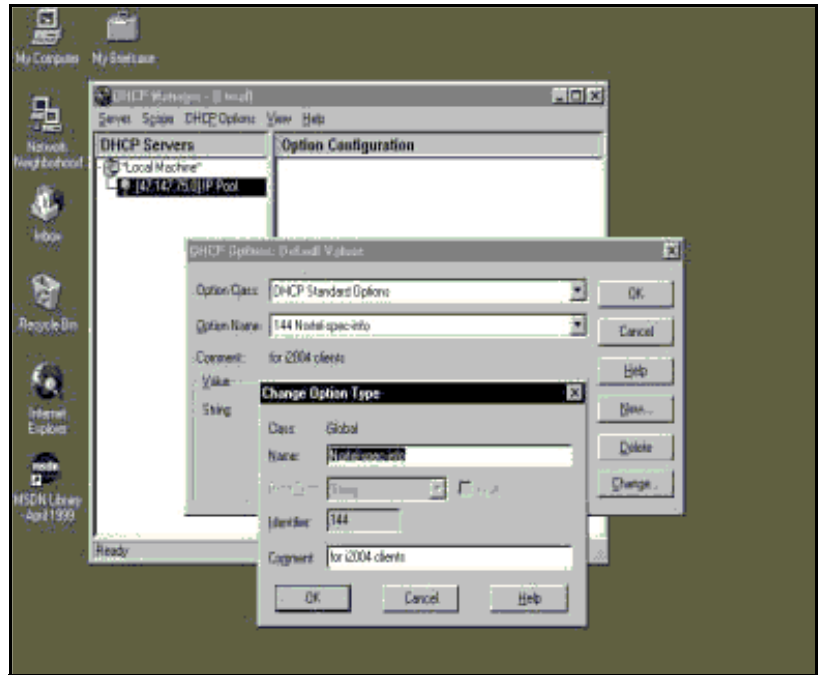 My Computer
My Briefcase
Network
Neighborhood
Inbox
Recycle Bin
Internet
Explorer
MSDN Library
- April 1999
DHCP Manager - (Local)
Server Scope DHCP Options View Help
DHCP Servers
Option Configuration
"Local Machine"
[47.147.75.0] IP Pool
Ready
DHCP Options: Default Values
Option Class: DHCP Standard Options
Option Name: 144 Nortel-spec-info
Comment: for i2004 clients
Value
String
OK
Cancel
Help
New...
Delete
Change...
Change Option Type
Class: Global
Name: Nortel-spec-info
String
Identifier: 144
Comment: for i2004 clients
OK
Cancel
Help